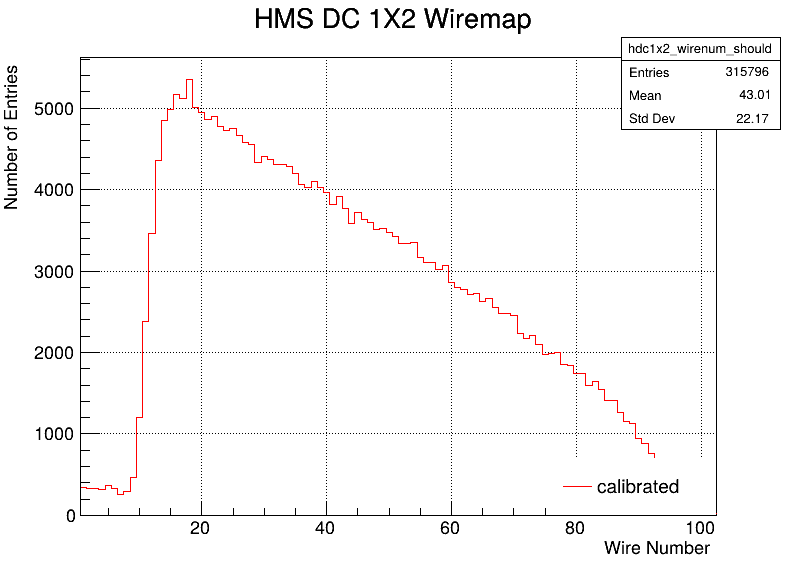 HMS DC 1X2 Wiremap
hdc1x2_wirenum_should
Entries 315796
Mean 43.01
Std Dev 22.17
Number of Entries
5000
4000
3000
2000
1000
0
calibrated
20 40 60 80 100
Wire Number